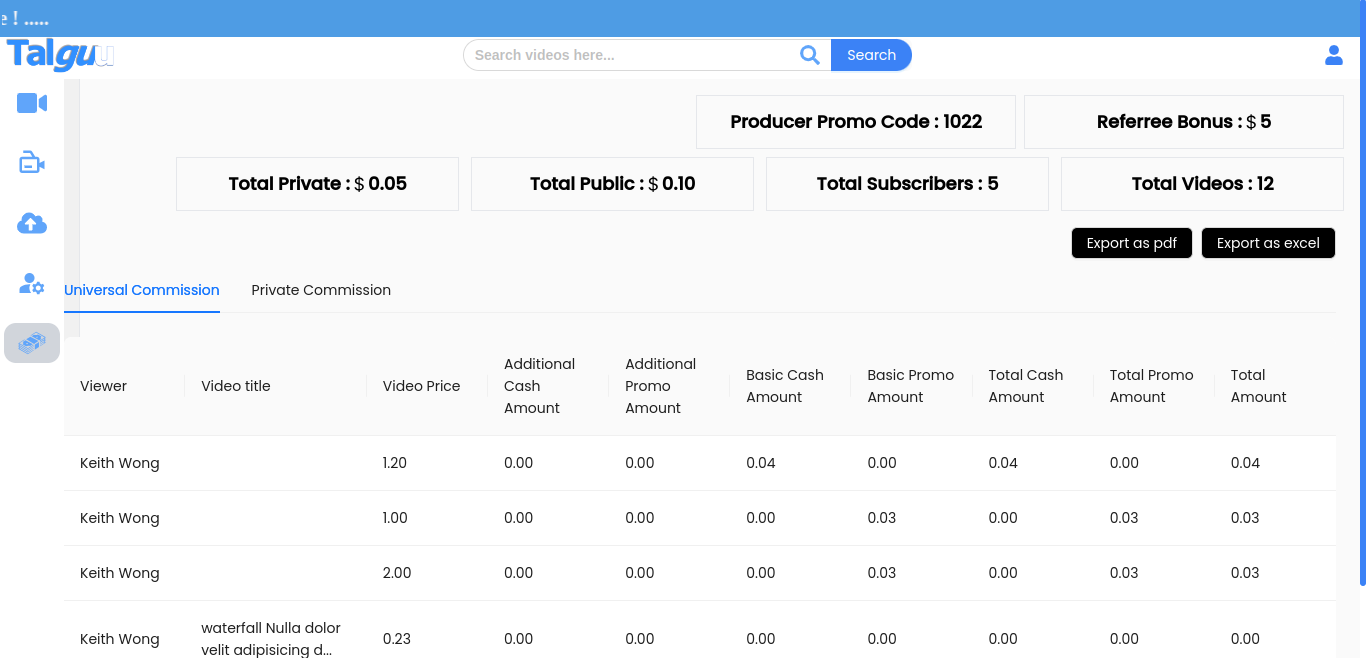 e ! .....
Talguu
Search videos here...
Search
Producer Promo Code : 1022
Referree Bonus : $ 5
Total Private : $ 0.05
Total Public : $ 0.10
Total Subscribers : 5
Total Videos : 12
Export as pdf
Export as excel
Universal Commission
Private Commission
Viewer
Video title
Video Price
Additional
Cash
Amount
Additional
Promo
Amount
Basic Cash
Amount
Basic Promo
Amount
Total Cash
Amount
Total Promo
Amount
Total
Amount
Keith Wong 1.20 0.00 0.00 0.04 0.00 0.04 0.00 0.04
Keith Wong 1.00 0.00 0.00 0.00 0.03 0.00 0.03 0.03
Keith Wong 2.00 0.00 0.00 0.00 0.03 0.00 0.03 0.03
Keith Wong
waterfall Nulla dolor
velit adipisicing d...
0.23 0.00 0.00 0.00 0.00 0.00 0.00 0.00